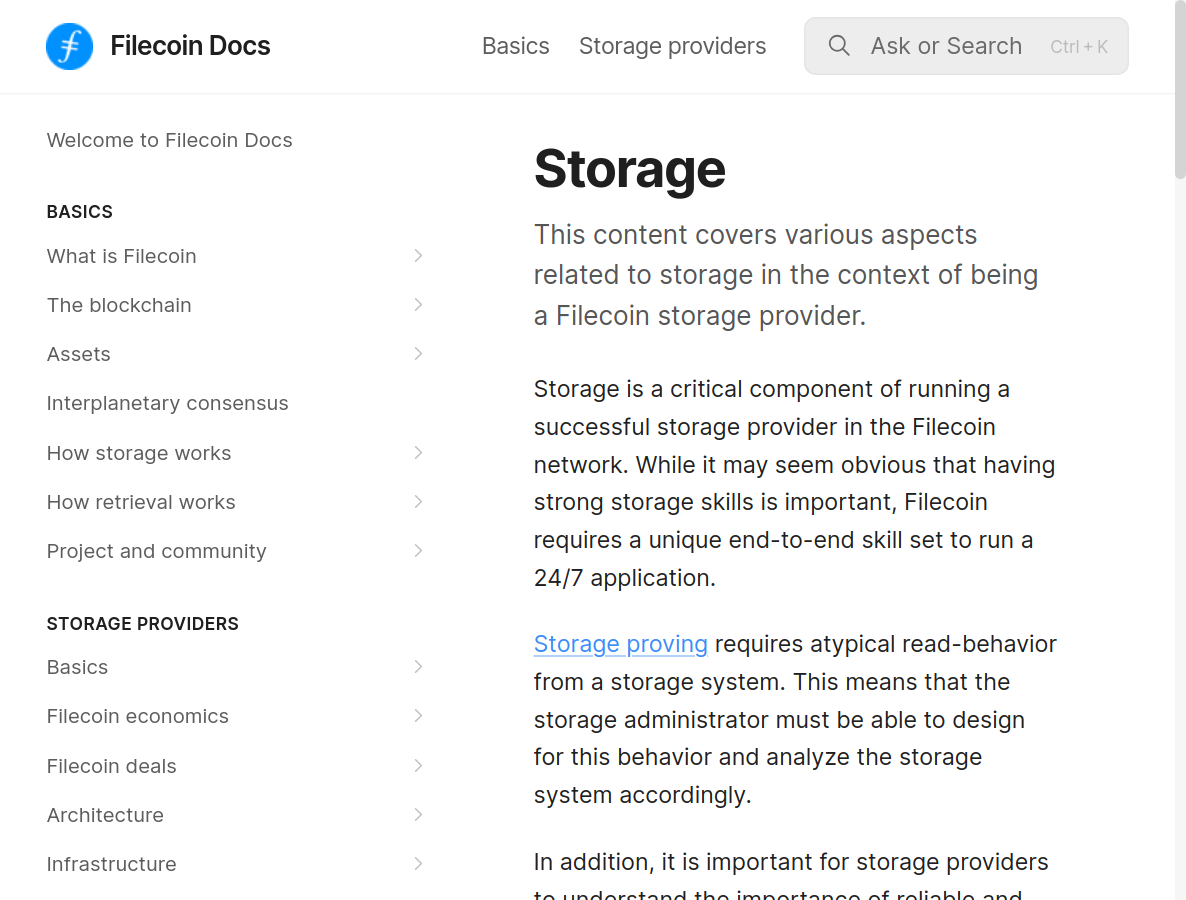 Filecoin Docs
Basics
Storage providers
Ask or Search
Ctrl + K
Welcome to Filecoin Docs
BASICS
What is Filecoin
The blockchain
Assets
Interplanetary consensus
How storage works
How retrieval works
Project and community
STORAGE PROVIDERS
Basics
Filecoin economics
Filecoin deals
Architecture
Infrastructure
Storage
This content covers various aspects
related to storage in the context of being
a Filecoin storage provider.
Storage is a critical component of running a
successful storage provider in the Filecoin
network. While it may seem obvious that having
strong storage skills is important, Filecoin
requires a unique end-to-end skill set to run a
24/7 application.
Storage proving requires atypical read-behavior
from a storage system. This means that the
storage administrator must be able to design
for this behavior and analyze the storage
system accordingly.
In addition, it is important for storage providers
to understand the importance of reliable and